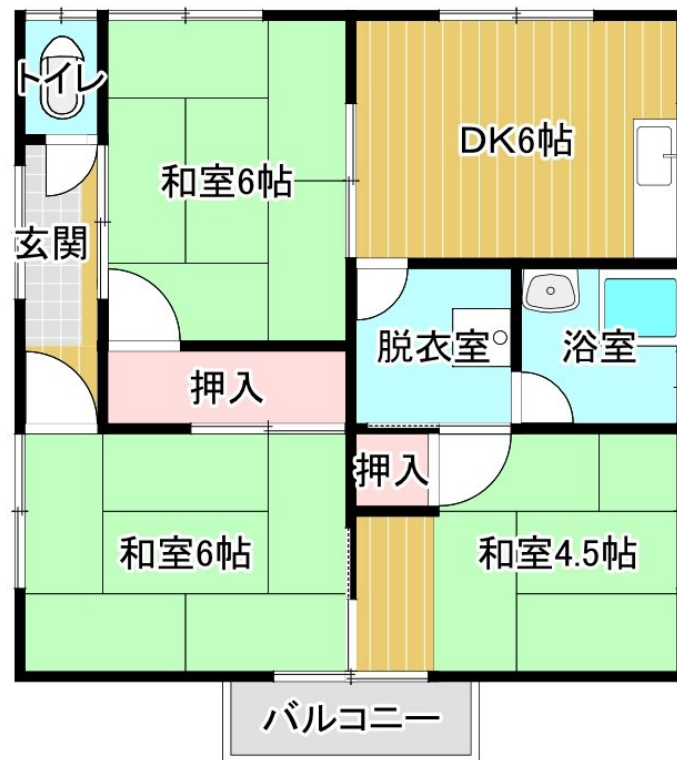 トイレ
DK6帖
和室6帖
玄関
脱衣室
浴室
押入
押入
和室6帖
和室4.5帖
バルコニー